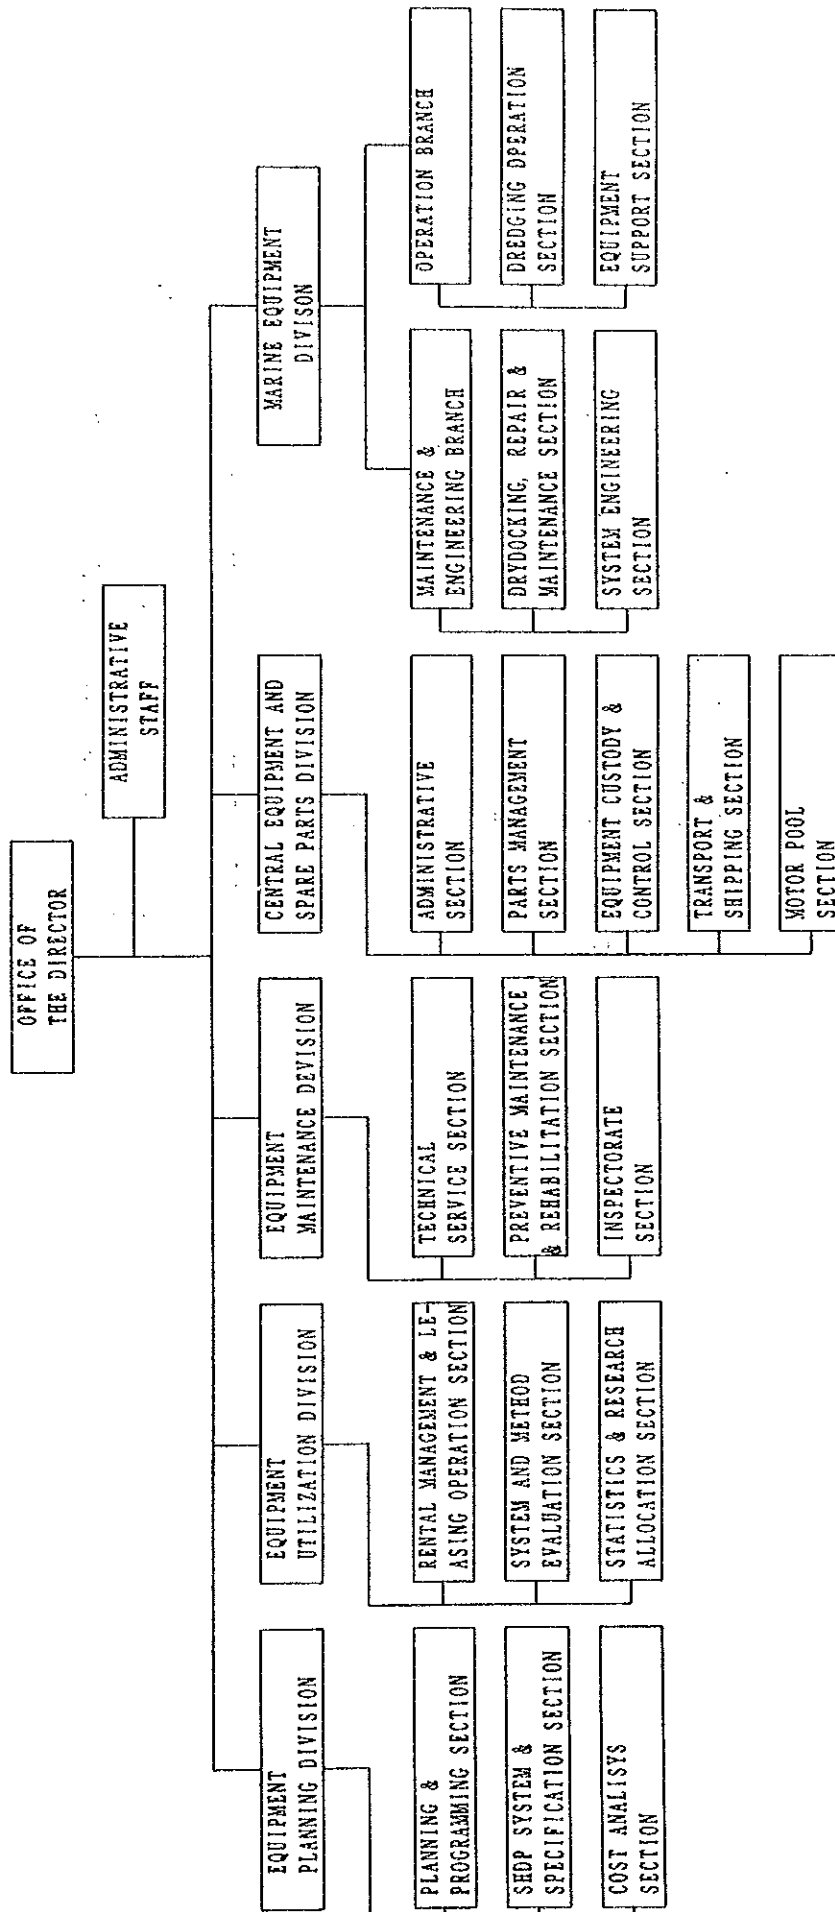 OFFICE OF
THE DIRECTOR
ADMINISTRATIVE
STAFF
EQUIPMENT
PLANNING DIVISION
EQUIPMENT
UTILIZATION DIVISION
EQUIPMENT
MAINTENANCE DEVISION
CENTRAL EQUIPMENT AND
SPARE PARTS DIVISION
MARINE EQUIPMENT
DIVISON
PLANNING &
PROGRAMMING SECTION
SHOP SYSTEM &
SPECIFICATION SECTION
COST ANALISYS
SECTION
RENTAL MANAGEMENT & LE-
ASING OPERATION SECTION
SYSTEM AND METHOD
EVALUATION SECTION
STATISTICS & RESEARCH
ALLOCATION SECTION
TECHNICAL
SERVICE SECTION
PREVENTIVE MAINTENANCE
& REHABILITATION SECTION
INSPECTORATE
SECTION
ADMINISTRATIVE
SECTION
PARTS MANAGEMENT
SECTION
EQUIPMENT CUSTODY &
CONTROL SECTION
TRANSPORT &
SHIPPING SECTION
MOTOR POOL
SECTION
MAINTENANCE &
ENGINEERING BRANCH
DRYDOCKING, REPAIR &
MAINTENANCE SECTION
SYSTEM ENGINEERING
SECTION
OPERATION BRANCH
DREDGING OPERATION
SECTION
EQUIPMENT
SUPPORT SECTION